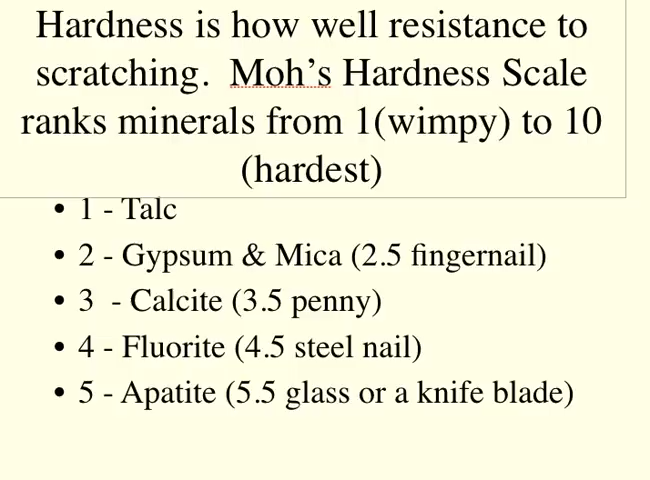 Hardness is how well resistance to
scratching.  Moh's Hardness Scale
ranks minerals from 1(wimpy) to 10
(hardest)
• 1 - Talc
• 2 - Gypsum & Mica (2.5 fingernail)
• 3  - Calcite (3.5 penny)
• 4 - Fluorite (4.5 steel nail)
• 5 - Apatite (5.5 glass or a knife blade)